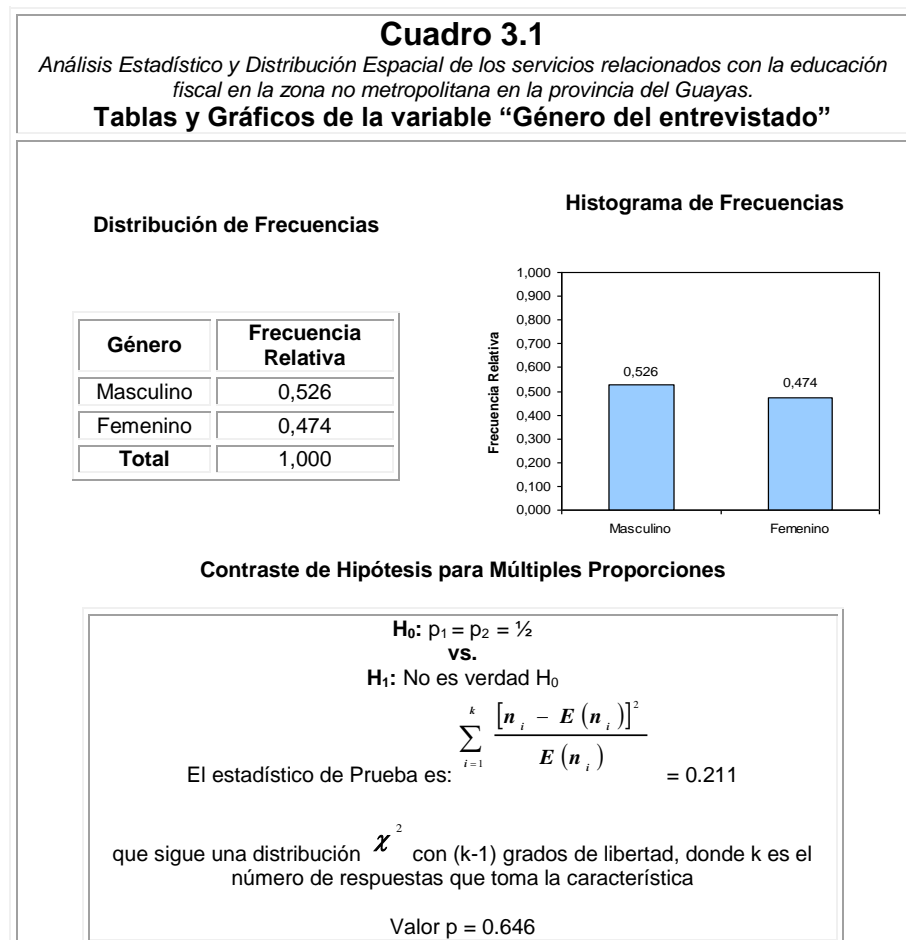 Cuadro 3.1
Análisis Estadístico y Distribución Espacial de los servicios relacionados con la educación
fiscal en la zona no metropolitana en la provincia del Guayas.
Tablas y Gráficos de la variable “Género del entrevistado”
Distribución de Frecuencias
Género Frecuencia Relativa
Masculino 0,526
Femenino 0,474
Total 1,000
Histograma de Frecuencias
Frecuencia Relativa
1,000
0,900
0,800
0,700
0,600
0,500
0,400
0,300
0,200
0,100
0,000
0,526
0,474
Masculino Femenino
Contraste de Hipótesis para Múltiples Proporciones
H₀: p₁ = p₂ = ½
vs.
H₁: No es verdad H₀
El estadístico de Prueba es: ∑ᵢ₌₁ᵏ [nᵢ − E(nᵢ)]² / E(nᵢ) = 0.211
que sigue una distribución χ² con (k-1) grados de libertad, donde k es el
número de respuestas que toma la característica
Valor p = 0.646